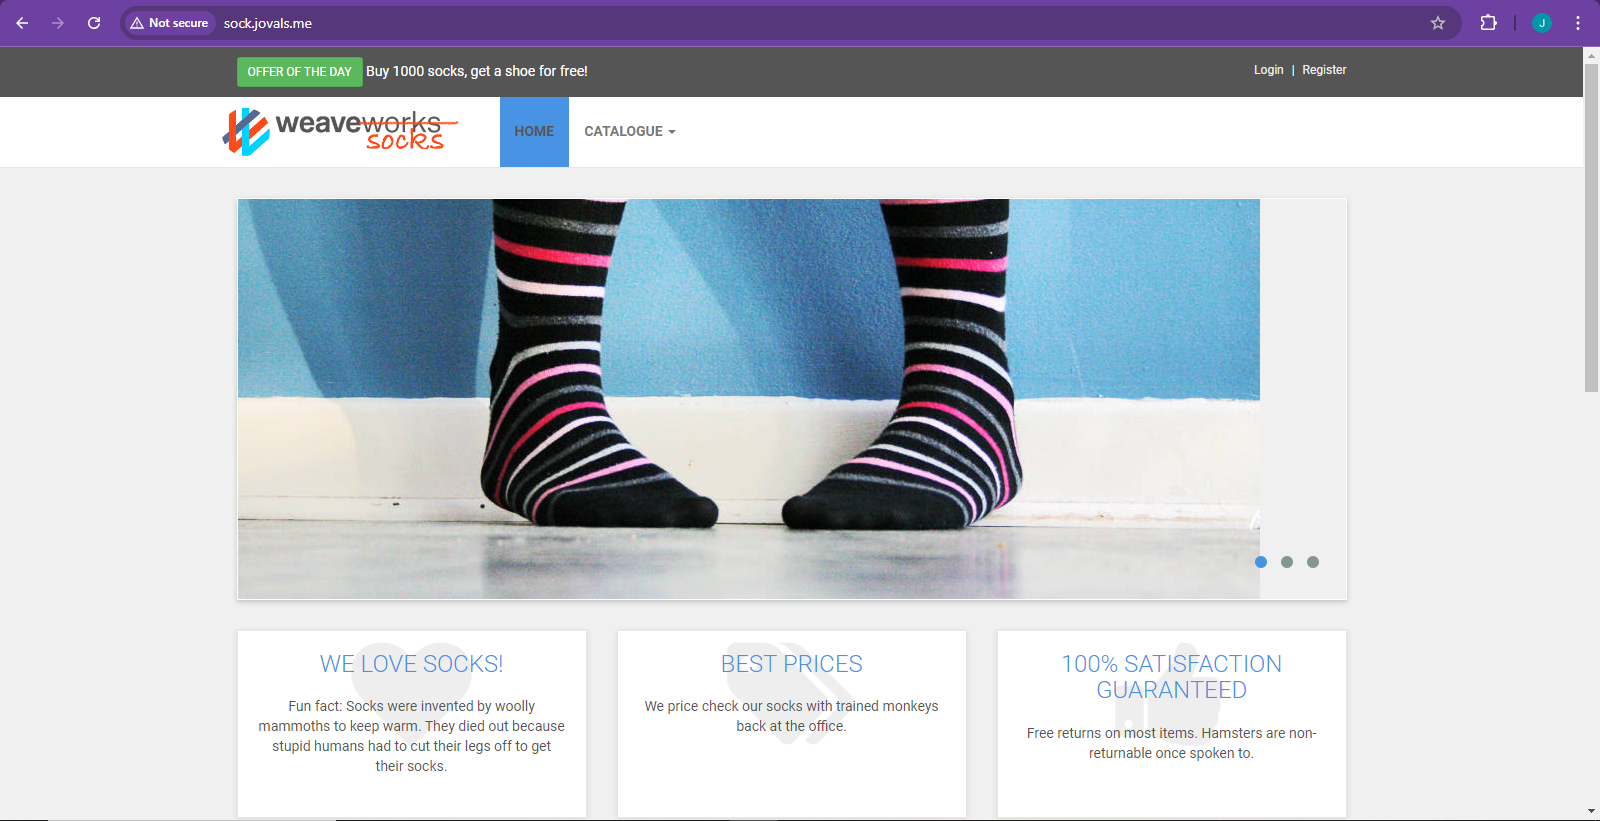 Not secure
sock.jovals.me
J
OFFER OF THE DAY Buy 1000 socks, get a shoe for free!
Login | Register
weaveworks
socks
HOME
CATALOGUE
WE LOVE SOCKS!
Fun fact: Socks were invented by woolly
mammoths to keep warm. They died out because
stupid humans had to cut their legs off to get
their socks.
BEST PRICES
We price check our socks with trained monkeys
back at the office.
100% SATISFACTION
GUARANTEED
Free returns on most items. Hamsters are non-
returnable once spoken to.